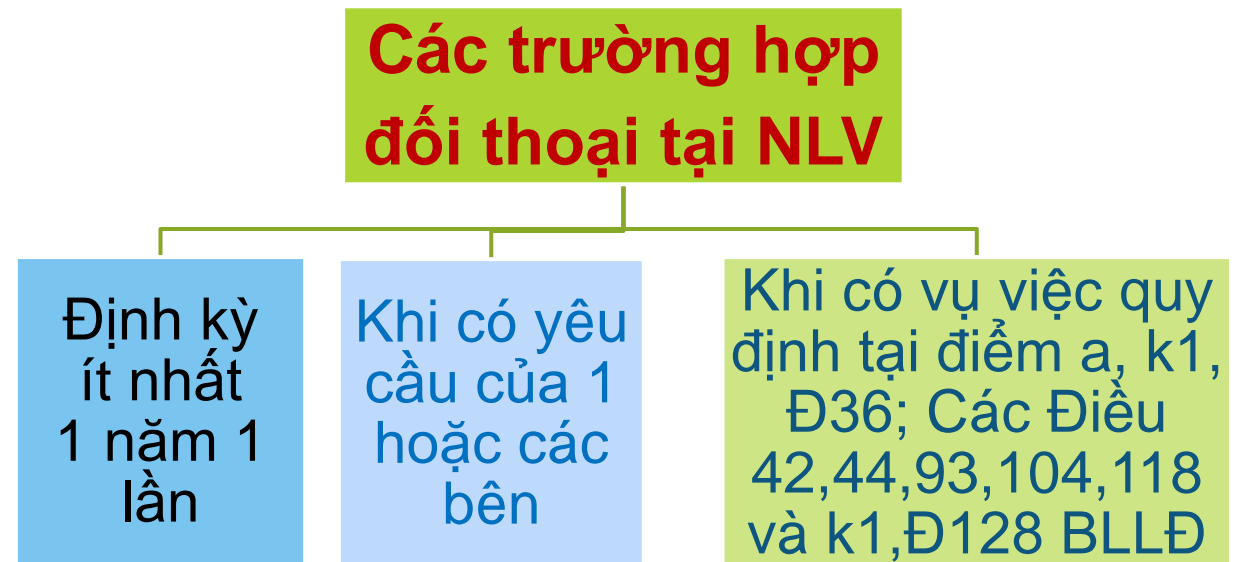 Các trường hợp
đối thoại tại NLV
Định kỳ
ít nhất
1 năm 1
lần
Khi có yêu
cầu của 1
hoặc các
bên
Khi có vụ việc quy
định tại điểm a, k1,
Đ36; Các Điều
42,44,93,104,118
và k1,Đ128 BLLĐ